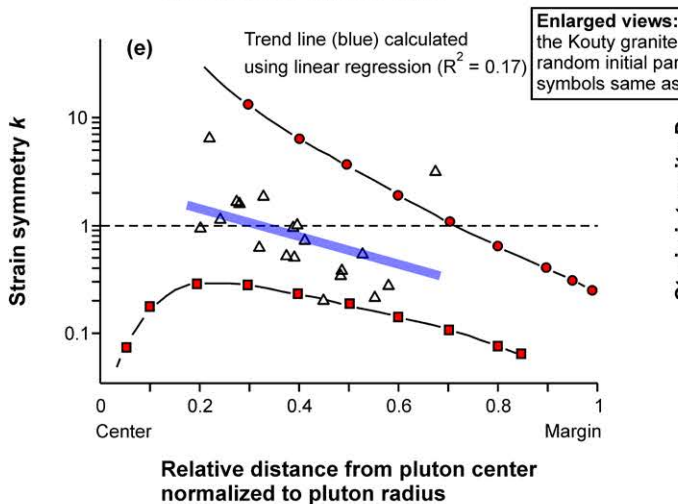 (e)
Trend line (blue) calculated
using linear regression (R² = 0.17)
Enlarged views:
the Kouty granite
random initial par
symbols same as
Strain symmetry k
10
1
0.1
0 0.2 0.4 0.6 0.8 1
Center Margin
Relative distance from pluton center
normalized to pluton radius